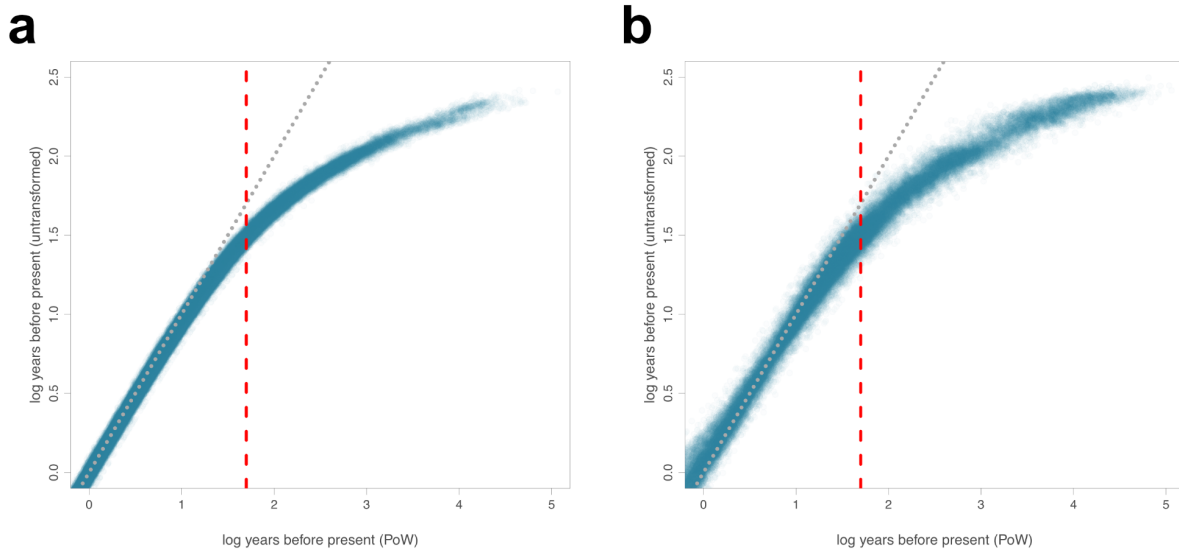 a
b
log years before present (untransformed)
2.5
2.0
1.5
1.0
0.5
0.0
0 1 2 3 4 5
log years before present (PoW)
log years before present (untransformed)
2.5
2.0
1.5
1.0
0.5
0.0
0 1 2 3 4 5
log years before present (PoW)